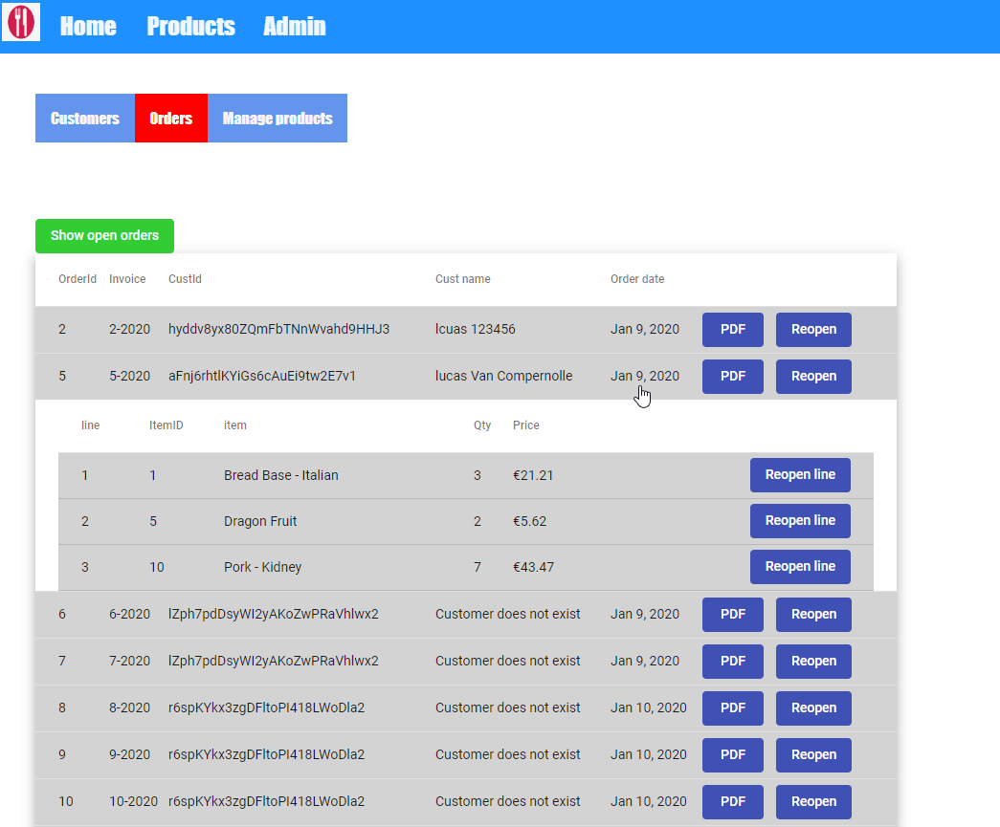 Home Products Admin
Customers Orders Manage products
Show open orders
OrderId Invoice CustId Cust name Order date
2 2-2020 hyddv8yx80ZQmFbTNnWvahd9HHJ3 lcuas 123456 Jan 9, 2020 PDF Reopen
5 5-2020 aFnj6rhtlKYiGs6cAuEi9tw2E7v1 lucas Van Compernolle Jan 9, 2020 PDF Reopen
line ItemID item Qty Price
1 1 Bread Base - Italian 3 €21.21 Reopen line
2 5 Dragon Fruit 2 €5.62 Reopen line
3 10 Pork - Kidney 7 €43.47 Reopen line
6 6-2020 lZph7pdDsyWI2yAKoZwPRaVhlwx2 Customer does not exist Jan 9, 2020 PDF Reopen
7 7-2020 lZph7pdDsyWI2yAKoZwPRaVhlwx2 Customer does not exist Jan 9, 2020 PDF Reopen
8 8-2020 r6spKYkx3zgDFltoPI418LWoDla2 Customer does not exist Jan 10, 2020 PDF Reopen
9 9-2020 r6spKYkx3zgDFltoPI418LWoDla2 Customer does not exist Jan 10, 2020 PDF Reopen
10 10-2020 r6spKYkx3zgDFltoPI418LWoDla2 Customer does not exist Jan 10, 2020 PDF Reopen